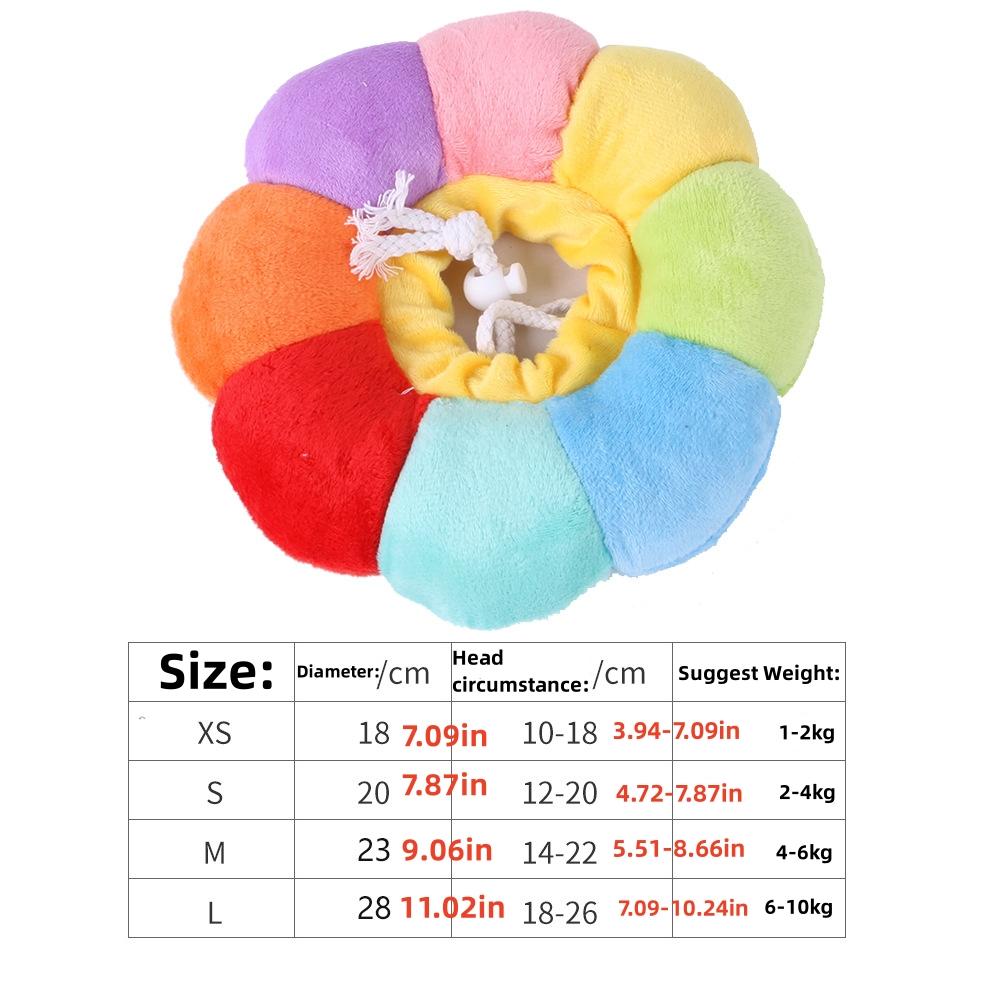 Size: Diameter:/cm Head circumstance:/cm Suggest Weight:
XS 18 7.09in 10-18 3.94-7.09in 1-2kg
S 20 7.87in 12-20 4.72-7.87in 2-4kg
M 23 9.06in 14-22 5.51-8.66in 4-6kg
L 28 11.02in 18-26 7.09-10.24in 6-10kg